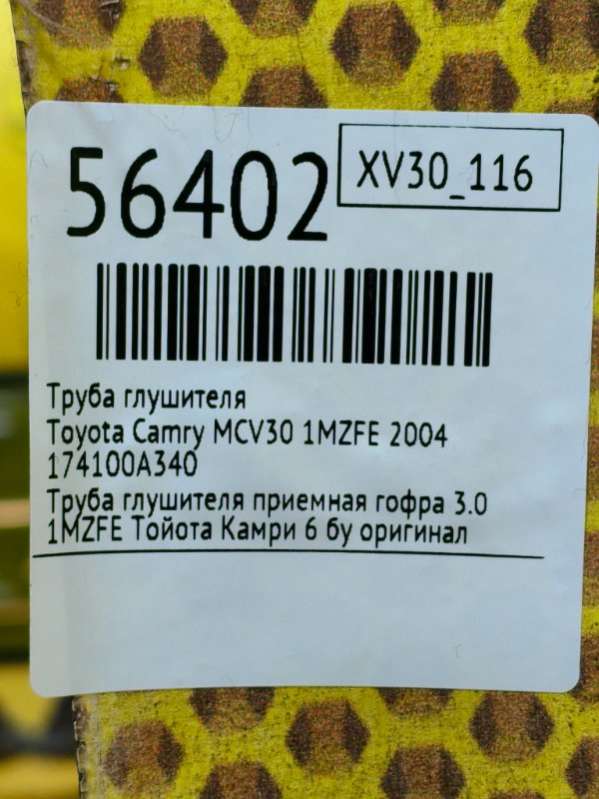 56402
XV30_116
Труба глушителя
Toyota Camry MCV30 1MZFE 2004
174100A340
Труба глушителя приемная гофра 3.0
1MZFE Тойота Камри 6 бу оригинал